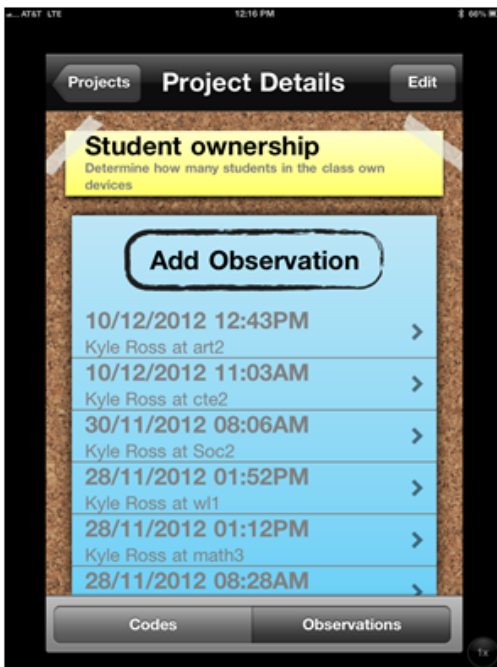 AT&T LTE 12:16 PM 66%
Projects Project Details Edit
Student ownership
Determine how many students in the class own
devices
Add Observation
10/12/2012 12:43PM
Kyle Ross at art2
10/12/2012 11:03AM
Kyle Ross at cte2
30/11/2012 08:06AM
Kyle Ross at Soc2
28/11/2012 01:52PM
Kyle Ross at wl1
28/11/2012 01:12PM
Kyle Ross at math3
28/11/2012 08:28AM
Codes Observations
1x